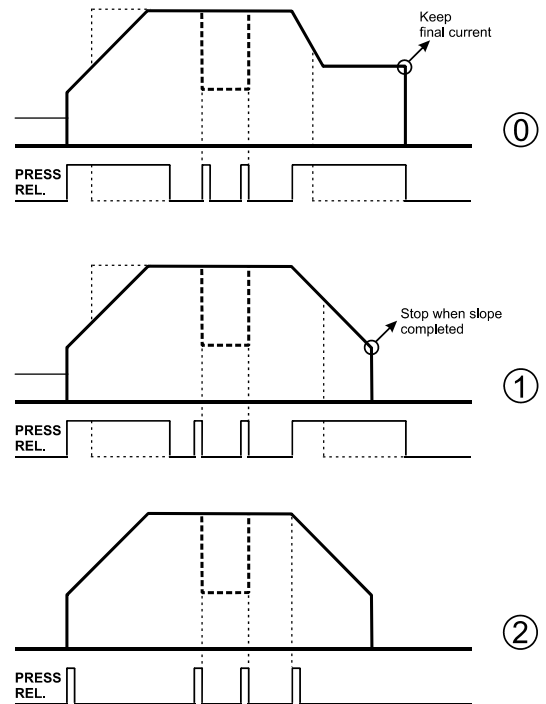 Keep
final current
⓪
PRESS
REL.
Stop when slope
completed
①
PRESS
REL.
②
PRESS
REL.